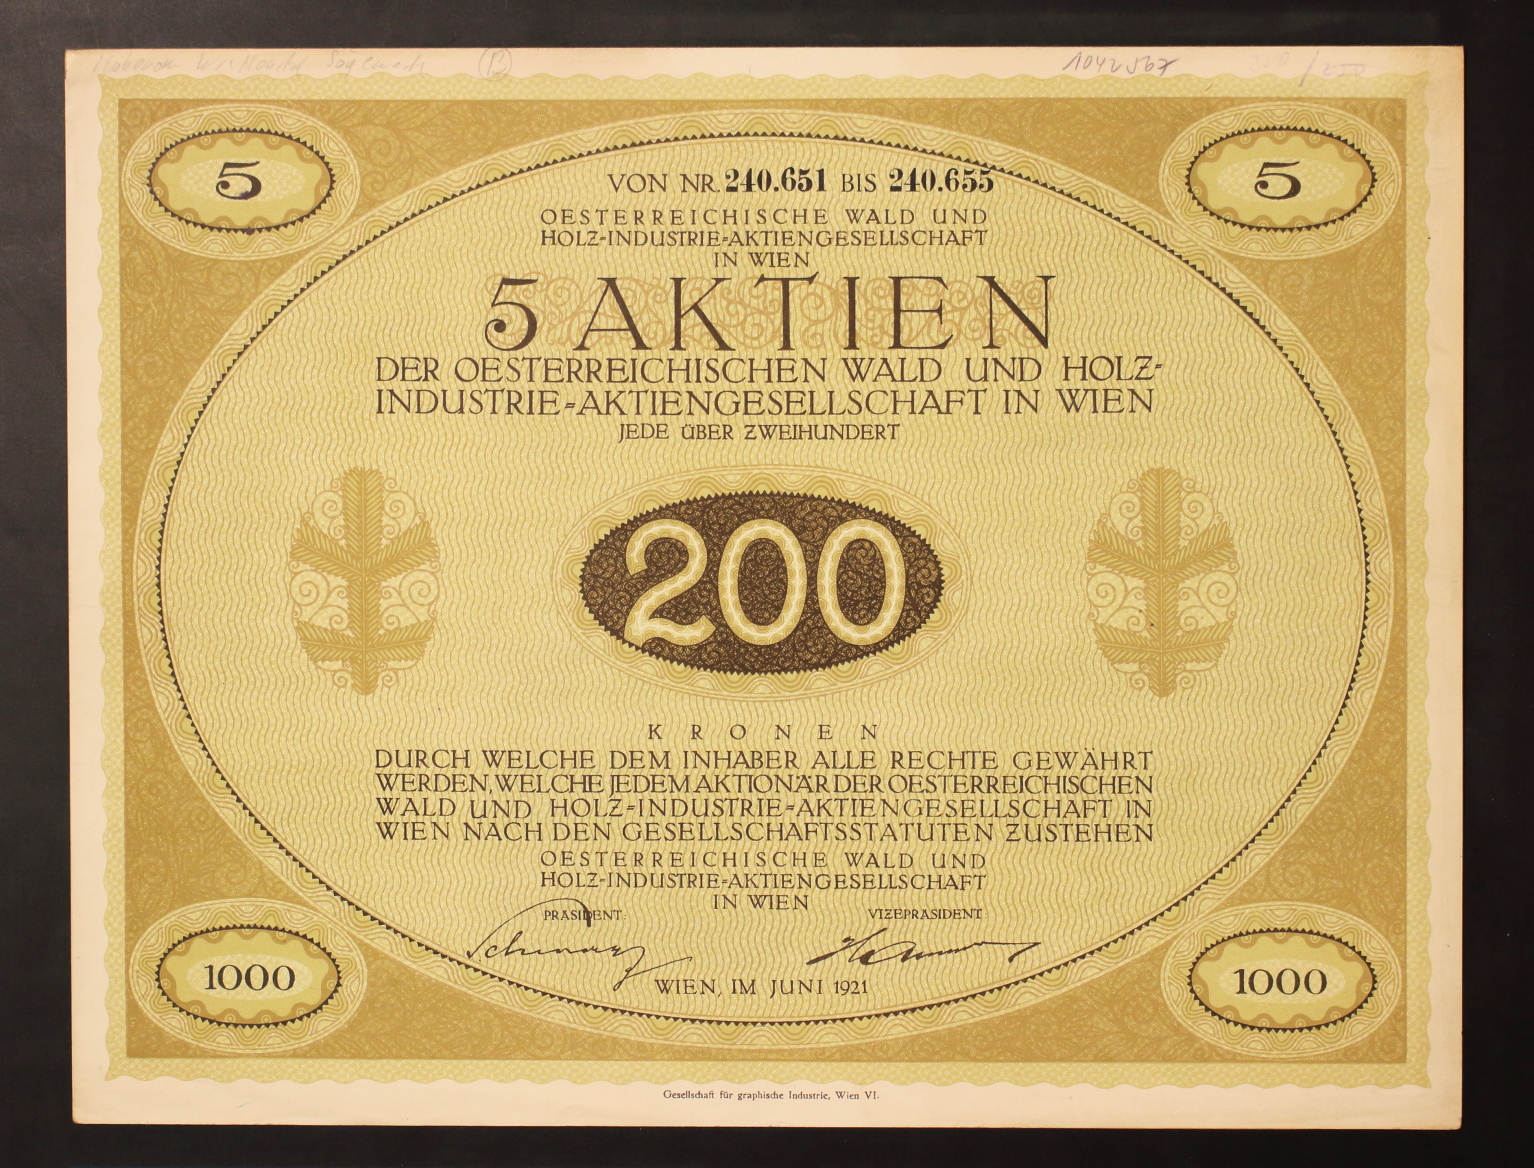 1042567
5
5
VON NR. 240.651 BIS 240.655
OESTERREICHISCHE WALD UND
HOLZ-INDUSTRIE-AKTIENGESELLSCHAFT
IN WIEN
5 AKTIEN
DER OESTERREICHISCHEN WALD UND HOLZ-
INDUSTRIE-AKTIENGESELLSCHAFT IN WIEN
JEDE ÜBER ZWEIHUNDERT
200
KRONEN
DURCH WELCHE DEM INHABER ALLE RECHTE GEWÄHRT
WERDEN, WELCHE JEDEM AKTIONÄR DER OESTERREICHISCHEN
WALD UND HOLZ-INDUSTRIE-AKTIENGESELLSCHAFT IN
WIEN NACH DEN GESELLSCHAFTSSTATUTEN ZUSTEHEN
OESTERREICHISCHE WALD UND
HOLZ-INDUSTRIE-AKTIENGESELLSCHAFT
IN WIEN
PRÄSIDENT: VIZEPRÄSIDENT:
WIEN, IM JUNI 1921
1000
1000
Gesellschaft für graphische Industrie, Wien VI.